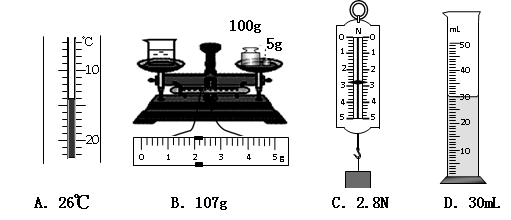 ℃
10
20
A. 26℃
100g
5g
0 1 2 3 4 5 g
B. 107g
N
0 0
1 1
2 2
3 3
4 4
5 5
C. 2.8N
mL
50
40
30
20
10
D. 30mL